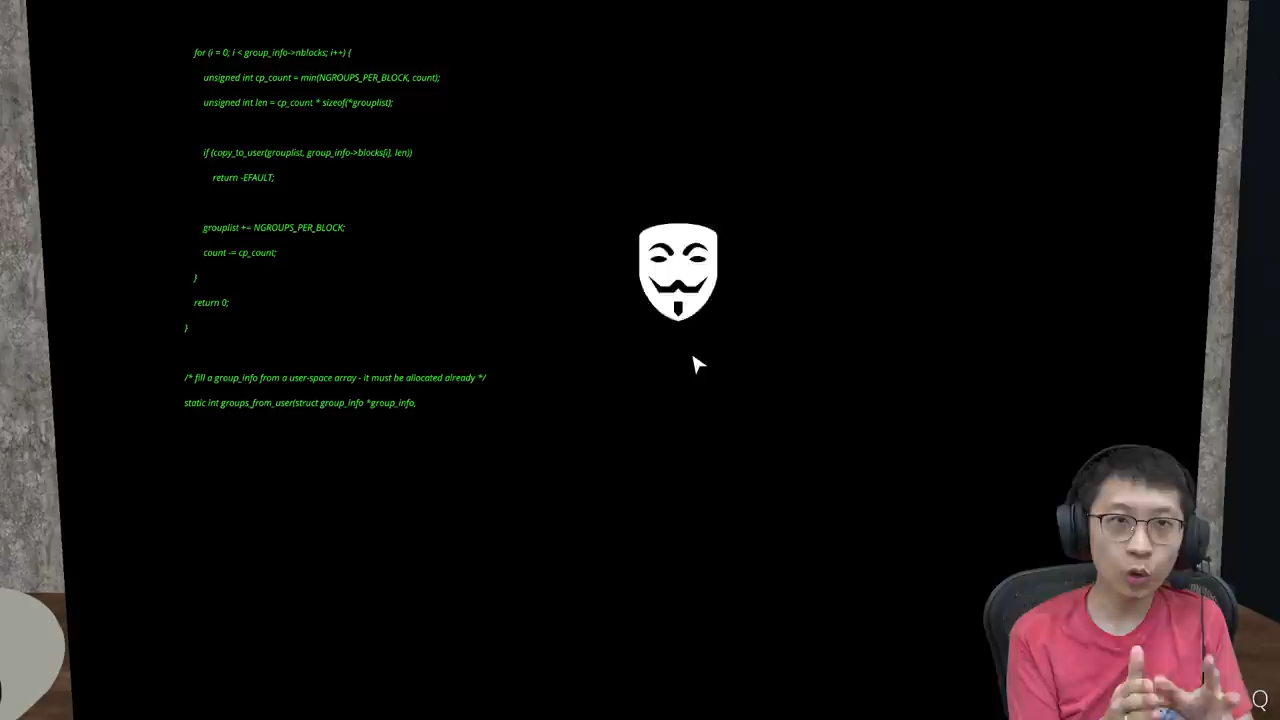 for (i = 0; i < group_info->nblocks; i++) {
unsigned int cp_count = min(NGROUPS_PER_BLOCK, count);
unsigned int len = cp_count * sizeof(*grouplist);
if (copy_to_user(grouplist, group_info->blocks[i], len))
return -EFAULT;
grouplist += NGROUPS_PER_BLOCK;
count -= cp_count;
}
return 0;
}
/* fill a group_info from a user-space array - it must be allocated already */
static int groups_from_user(struct group_info *group_info,
Q